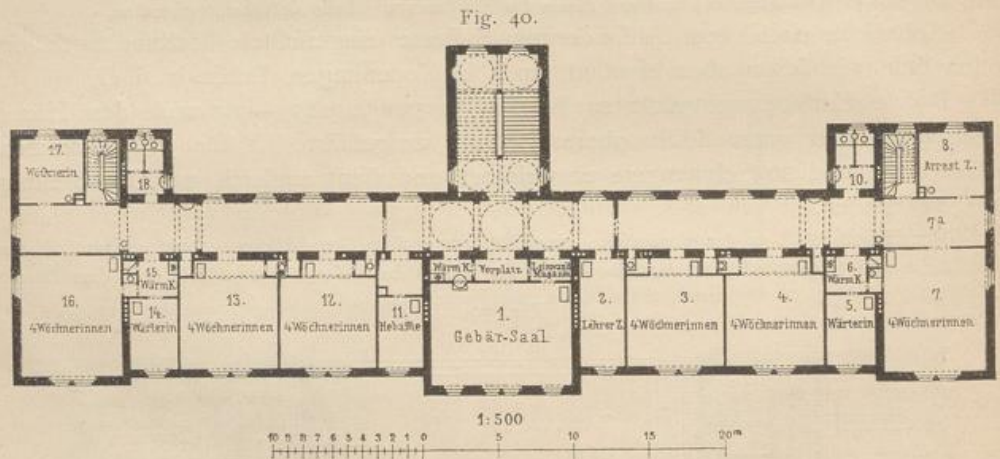 Fig. 40.
17.
Wöchnerin.
18.
10.
8.
Arrest Z.
7ª
16.
4 Wöchnerinnen
15.
Wärm K.
14.
Wärterin
13.
4 Wöchnerinnen
12.
4 Wöchnerinnen
11.
Hebamme
Wärm K.
Vorplatz
Magazin
1.
Gebär-Saal
2.
Lehrer Z.
3.
4 Wöchnerinnen
4.
4 Wöchnerinnen
6.
Wärm K.
5.
Wärterin
7.
4 Wöchnerinnen
1:500
10 9 8 7 6 5 4 3 2 1 0 5 10 15 20ᵐ